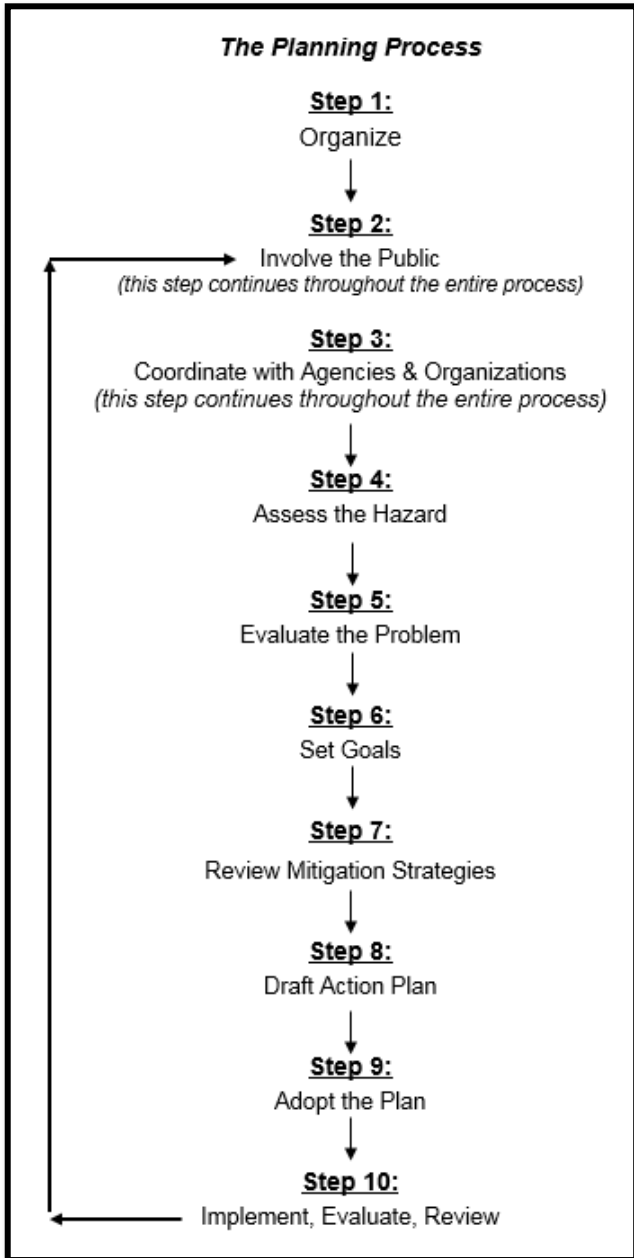 The Planning Process
Step 1:
Organize
Step 2:
Involve the Public
(this step continues throughout the entire process)
Step 3:
Coordinate with Agencies & Organizations
(this step continues throughout the entire process)
Step 4:
Assess the Hazard
Step 5:
Evaluate the Problem
Step 6:
Set Goals
Step 7:
Review Mitigation Strategies
Step 8:
Draft Action Plan
Step 9:
Adopt the Plan
Step 10:
Implement, Evaluate, Review